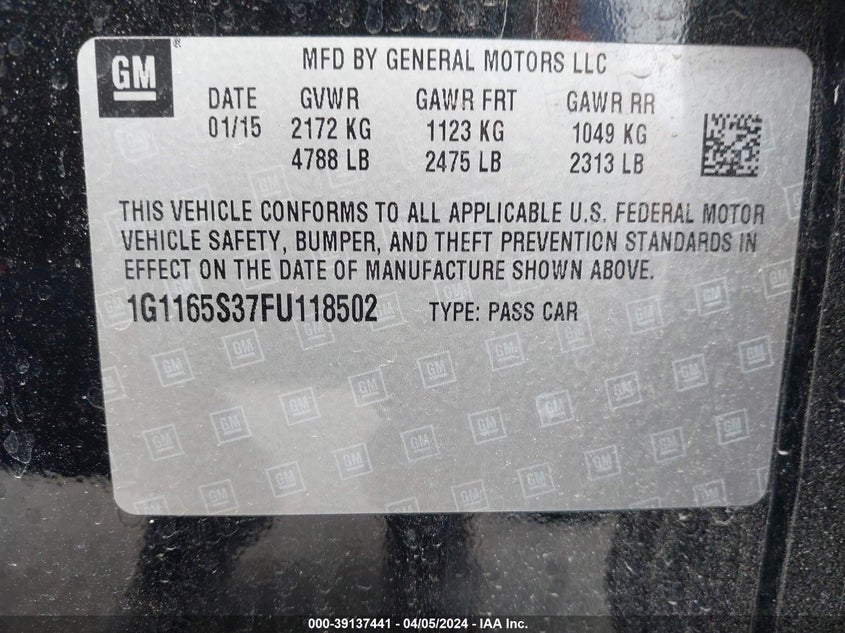 GM®
MFD BY GENERAL MOTORS LLC
DATE GVWR GAWR FRT GAWR RR
01/15 2172 KG 1123 KG 1049 KG
4788 LB 2475 LB 2313 LB
THIS VEHICLE CONFORMS TO ALL APPLICABLE U.S. FEDERAL MOTOR
VEHICLE SAFETY, BUMPER, AND THEFT PREVENTION STANDARDS IN
EFFECT ON THE DATE OF MANUFACTURE SHOWN ABOVE.
1G1165S37FU118502 TYPE: PASS CAR
000-39137441 - 04/05/2024 - IAA Inc.